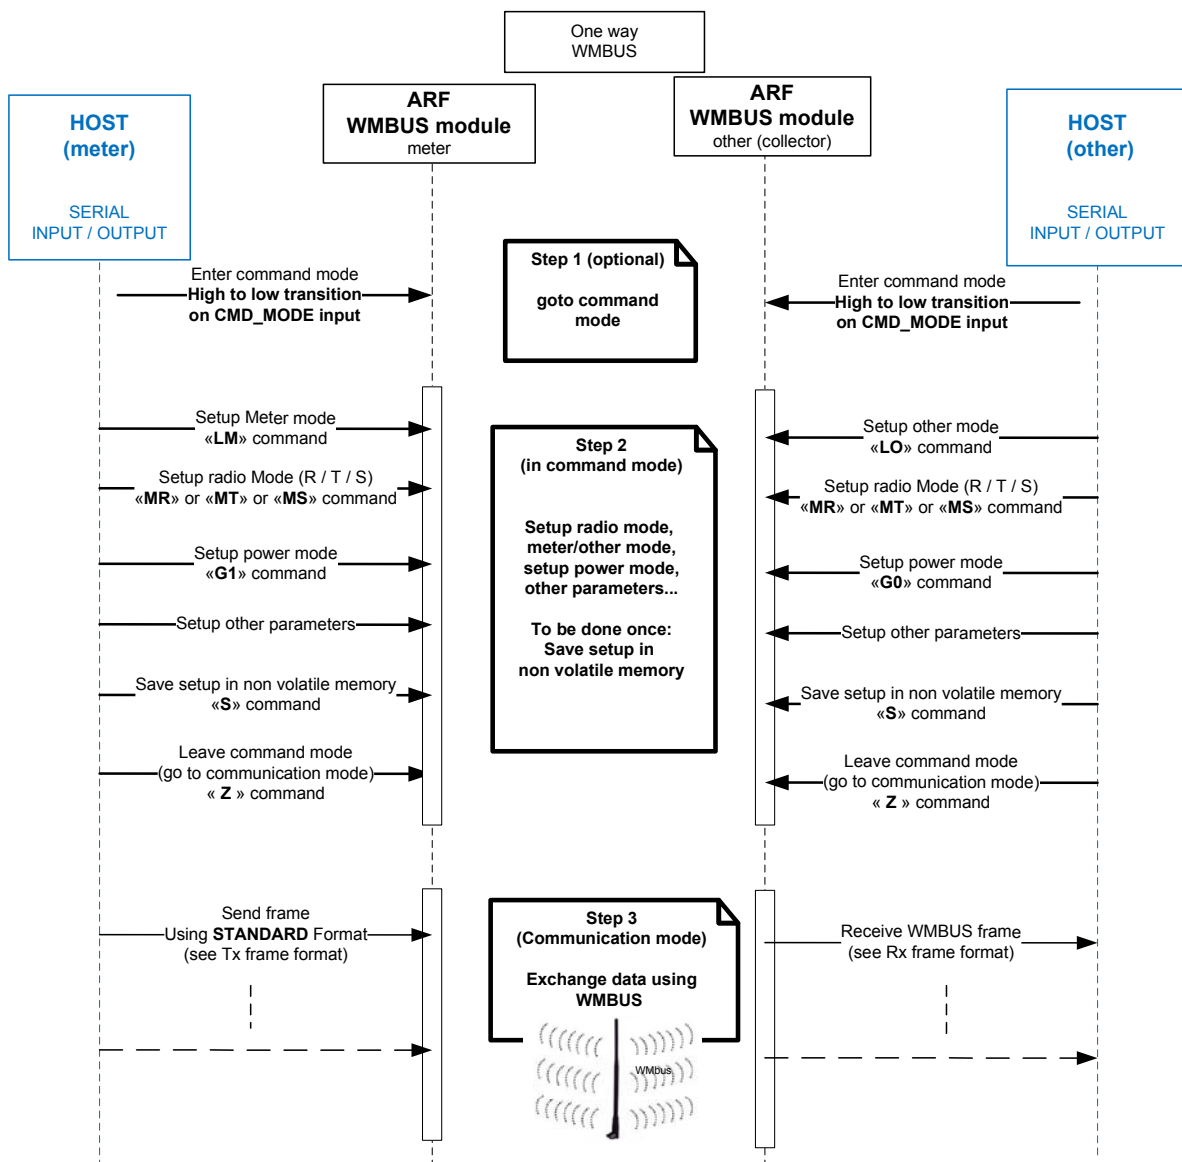 One way
WMBUS
HOST
(meter)
SERIAL
INPUT / OUTPUT
ARF
WMBUS module
meter
ARF
WMBUS module
other (collector)
HOST
(other)
SERIAL
INPUT / OUTPUT
Enter command mode
High to low transition
on CMD_MODE input
Step 1 (optional)
goto command
mode
Enter command mode
High to low transition
on CMD_MODE input
Setup Meter mode
«LM» command
Setup radio Mode (R / T / S)
«MR» or «MT» or «MS» command
Setup power mode
«G1» command
Setup other parameters
Save setup in non volatile memory
«S» command
Leave command mode
(go to communication mode)
« Z » command
Step 2
(in command mode)
Setup radio mode,
meter/other mode,
setup power mode,
other parameters...
To be done once:
Save setup in
non volatile memory
Setup other mode
«LO» command
Setup radio Mode (R / T / S)
«MR» or «MT» or «MS» command
Setup power mode
«G0» command
Setup other parameters
Save setup in non volatile memory
«S» command
Leave command mode
(go to communication mode)
« Z » command
Send frame
Using STANDARD Format
(see Tx frame format)
Step 3
(Communication mode)
Exchange data using
WMBUS
WMbus
Receive WMBUS frame
(see Rx frame format)